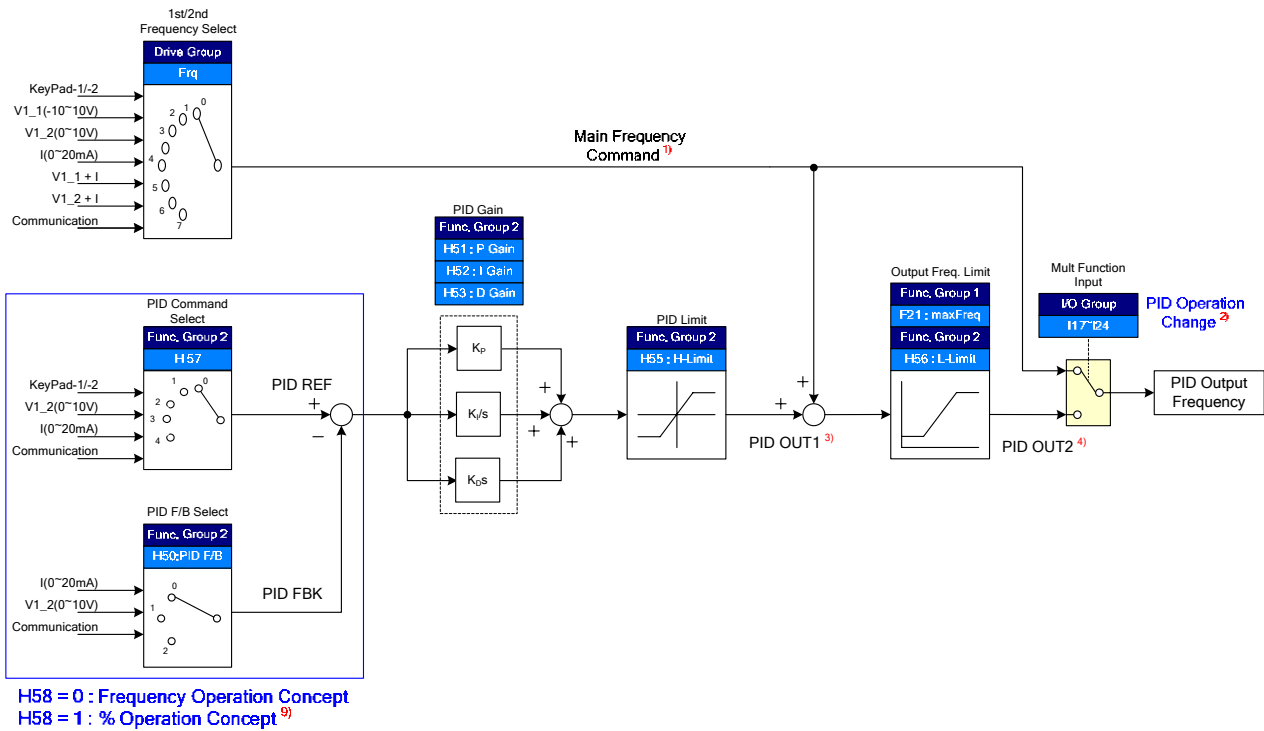 1st/2nd
Frequency Select
Drive Group
Frq
KeyPad-1/-2
V1_1(-10~10V)
V1_2(0~10V)
I(0~20mA)
V1_1 + I
V1_2 + I
Communication
0
1
2
3
4
5
6
7
Main Frequency
Command 1)
PID Gain
Func. Group 2
H51 : P Gain
H52 : I Gain
H53 : D Gain
Output Freq. Limit
Func. Group 1
F21 : maxFreq
Func. Group 2
H56 : L-Limit
Mult Function
Input
I/O Group
I17~I24
PID Operation
Change 2)
PID Command
Select
Func. Group 2
H57
KeyPad-1/-2
V1_2(0~10V)
I(0~20mA)
Communication
0
1
2
3
4
PID REF
+
−
KP
KI/s
KDs
+
+
+
PID Limit
Func. Group 2
H55 : H-Limit
+
+
PID OUT1 3)
PID OUT2 4)
PID Output
Frequency
PID F/B Select
Func. Group 2
H50:PID F/B
I(0~20mA)
V1_2(0~10V)
Communication
0
1
2
PID FBK
H58 = 0 : Frequency Operation Concept
H58 = 1 : % Operation Concept 9)